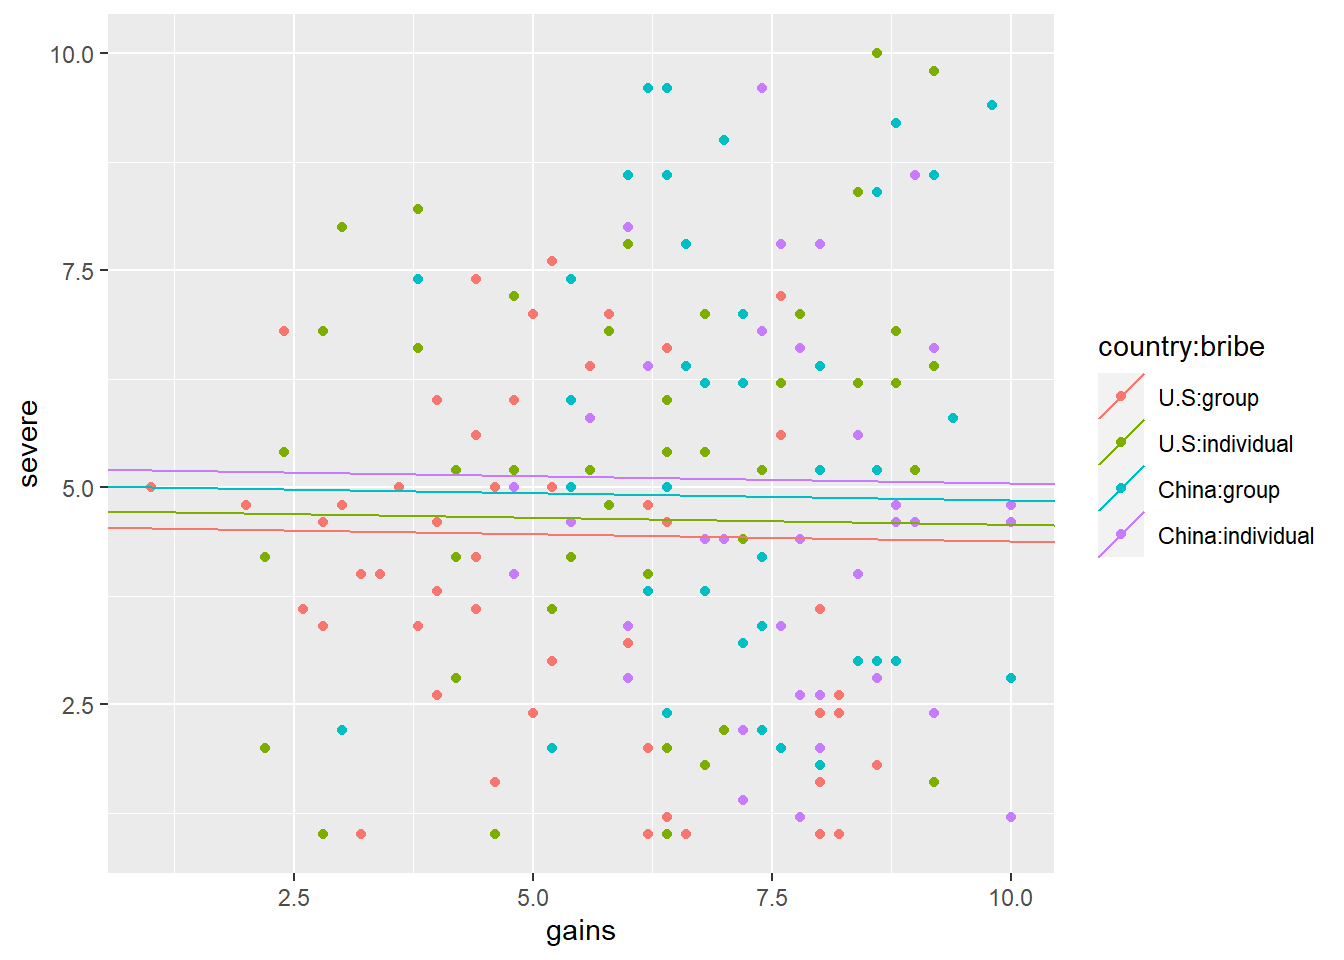 10.0
7.5
5.0
2.5
severe
2.5 5.0 7.5 10.0
gains
country:bribe
U.S:group
U.S:individual
China:group
China:individual